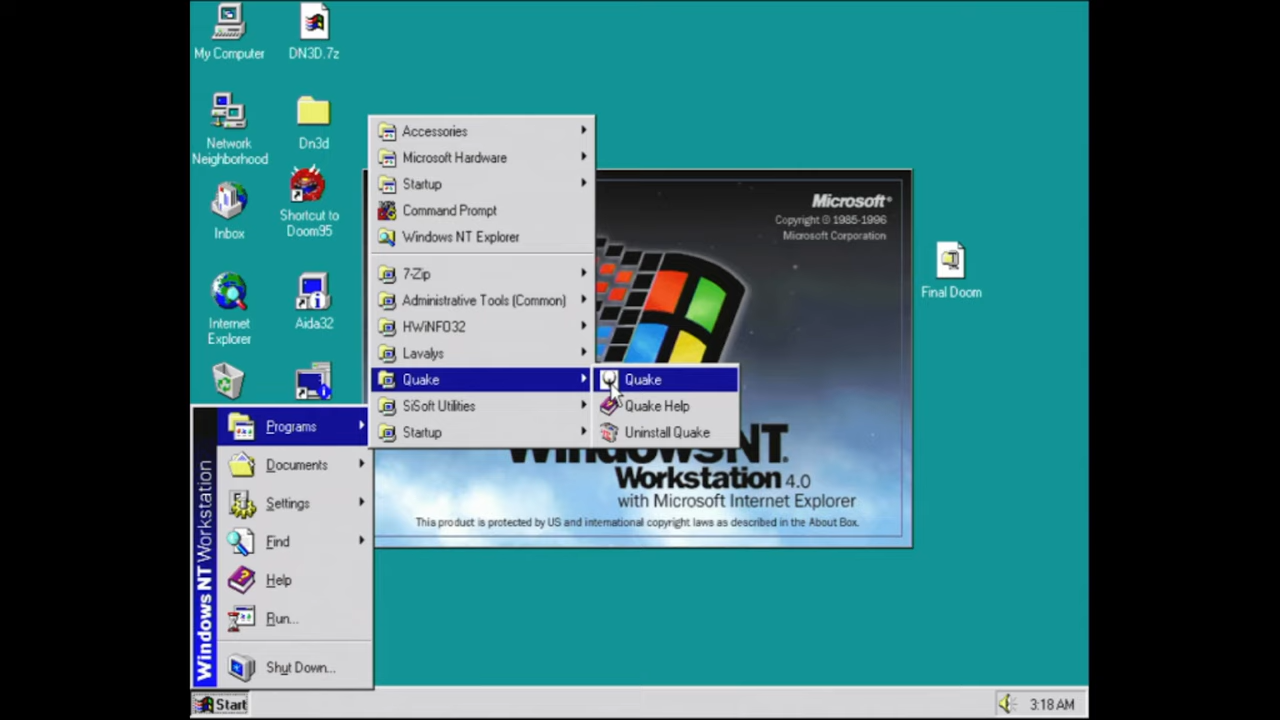 My Computer
DN3D.7z
Network
Neighborhood
Dn3d
Inbox
Shortcut to
Doom95
Internet
Explorer
Aida32
Final Doom
Microsoft®
Copyright © 1985-1996
Microsoft Corporation
WindowsNT.
Workstation 4.0
with Microsoft Internet Explorer
This product is protected by US and international copyright laws as described in the About Box.
Accessories
Microsoft Hardware
Startup
Command Prompt
Windows NT Explorer
7-Zip
Administrative Tools (Common)
HWiNFO32
Lavalys
Quake
SiSoft Utilities
Startup
Quake
Quake Help
Uninstall Quake
Windows NT Workstation
Programs
Documents
Settings
Find
Help
Run...
Shut Down...
Start
3:18 AM